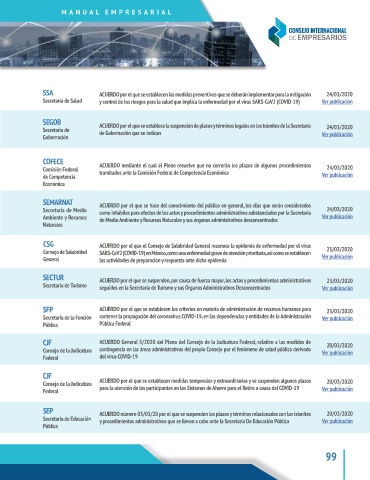 MANUAL EMPRESARIAL
CONSEJO INTERNACIONAL
DE EMPRESARIOS
SSA
Secretaría de Salud
ACUERDO por el que se establecen las medidas preventivas que se deberán implementar para la mitigación
y control de los riesgos para la salud que implica la enfermedad por el virus SARS-CoV2 (COVID-19)
24/03/2020
Ver publicación
SEGOB
Secretaría de
Gobernación
ACUERDO por el que se establece la suspensión de plazos y términos legales en los trámites de la Secretaría
de Gobernación que se indican
24/03/2020
Ver publicación
COFECE
Comisión Federal
de Competencia
Económica
ACUERDO mediante el cual el Pleno resuelve que no correrán los plazos de algunos procedimientos
tramitados ante la Comisión Federal de Competencia Económica
24/03/2020
Ver publicación
SEMARNAT
Secretaría de Medio
Ambiente y Recursos
Naturales
ACUERDO por el que se hace del conocimiento del público en general, los días que serán considerados
como inhábiles para efectos de los actos y procedimientos administrativos substanciados por la Secretaría
de Medio Ambiente y Recursos Naturales y sus órganos administrativos desconcentrados
24/03/2020
Ver publicación
CSG
Consejo de Salubridad
General
ACUERDO por el que el Consejo de Salubridad General reconoce la epidemia de enfermedad por el virus
SARS-CoV2 (COVID-19) en México, como una enfermedad grave de atención prioritaria, así como se establecen
las actividades de preparación y respuesta ante dicha epidemia
23/03/2020
Ver publicación
SECTUR
Secretaría de Turismo
ACUERDO por el que se suspenden, por causa de fuerza mayor, los actos y procedimientos administrativos
seguidos en la Secretaría de Turismo y sus Órganos Administrativos Desconcentrados
23/03/2020
Ver publicación
SFP
Secretaría de la Función
Pública
ACUERDO por el que se establecen los criterios en materia de administración de recursos humanos para
contener la propagación del coronavirus COVID-19, en las dependencias y entidades de la Administración
Pública Federal
23/03/2020
Ver publicación
CJF
Consejo de la Judicatura
Federal
ACUERDO General 5/2020 del Pleno del Consejo de la Judicatura Federal, relativo a las medidas de
contingencia en las áreas administrativas del propio Consejo por el fenómeno de salud pública derivado
del virus COVID-19
20/03/2020
Ver publicación
CJF
Consejo de la Judicatura
Federal
ACUERDO por el que se establecen medidas temporales y extraordinarias y se suspenden algunos plazos
para la atención de los participantes en los Sistemas de Ahorro para el Retiro a causa del COVID-19
20/03/2020
Ver publicación
SEP
Secretaría de Educación
Pública
ACUERDO número 03/03/20 por el que se suspenden los plazos y términos relacionados con los trámites
y procedimientos administrativos que se llevan a cabo ante la Secretaría De Educación Pública
20/03/2020
Ver publicación
99